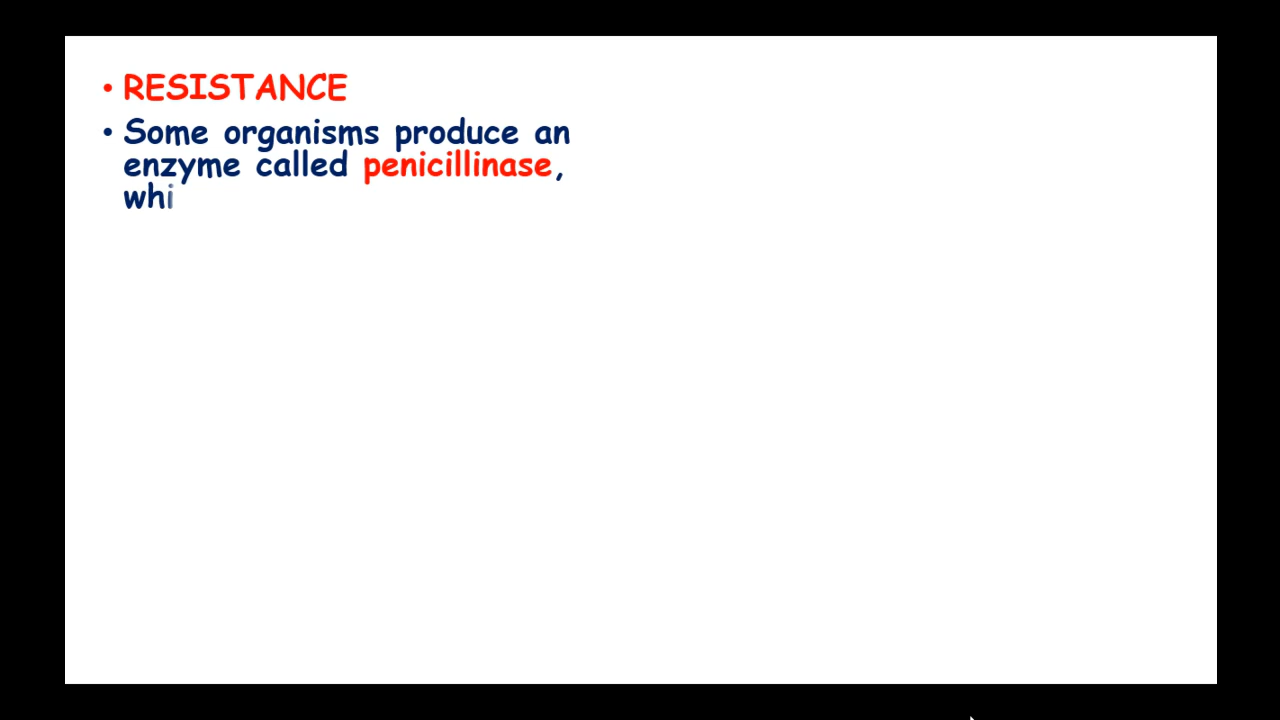 • RESISTANCE
• Some organisms produce an
enzyme called penicillinase,
whi